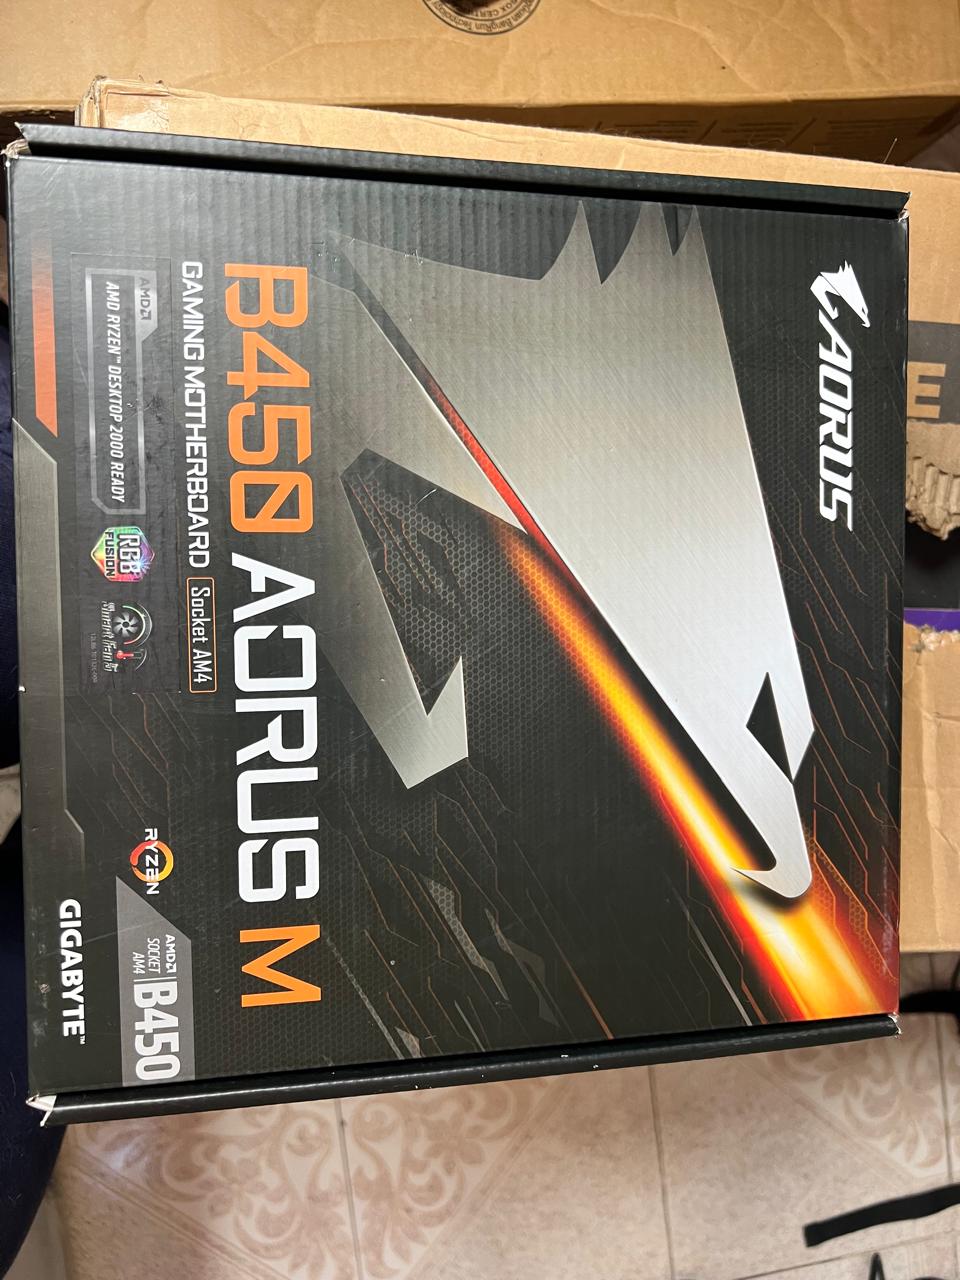 AORUS
B450 AORUS M
GAMING MOTHERBOARD Socket AM4
AMD
AMD RYZEN™ DESKTOP 2000 READY
RGB
FUSION
RYZEN
AMD
SOCKET
AM4
B450
GIGABYTE™
E